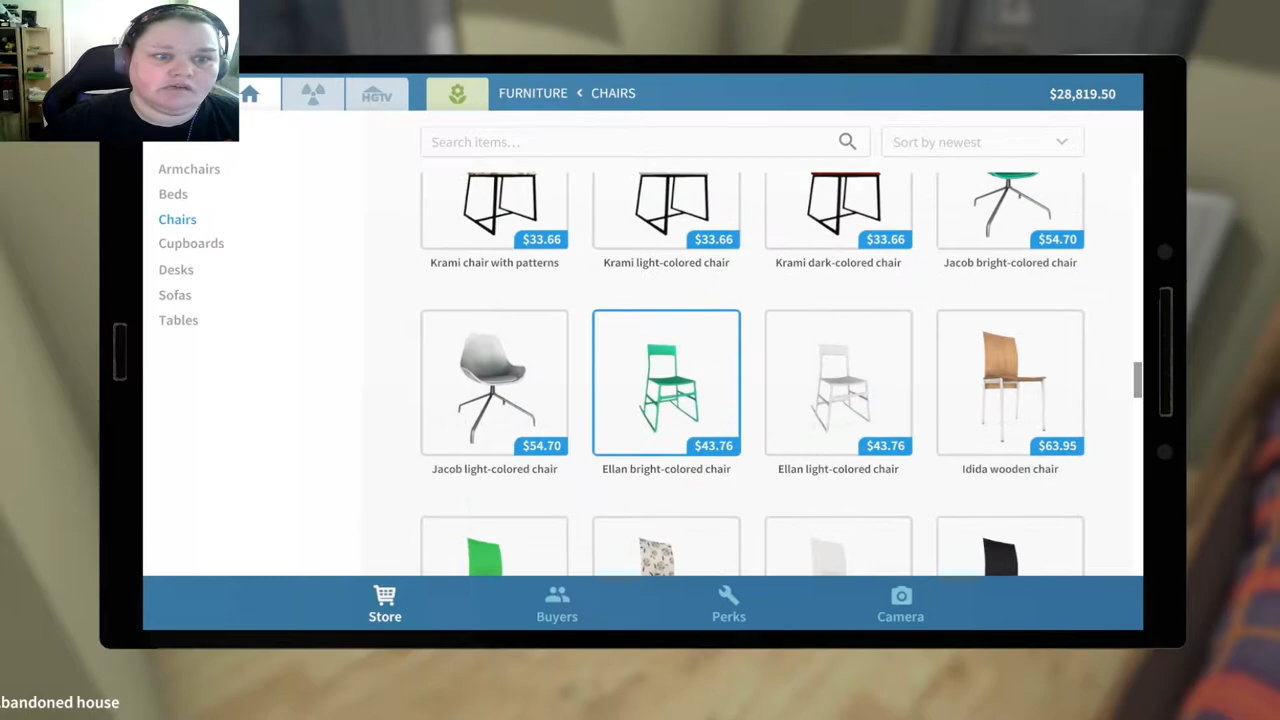 HGTV
FURNITURE < CHAIRS
$28,819.50
Search items...
Sort by newest
Armchairs
Beds
Chairs
Cupboards
Desks
Sofas
Tables
$33.66
$33.66
$33.66
$54.70
Krami chair with patterns
Krami light-colored chair
Krami dark-colored chair
Jacob bright-colored chair
$54.70
$43.76
$43.76
$63.95
Jacob light-colored chair
Ellan bright-colored chair
Ellan light-colored chair
Idida wooden chair
Store
Buyers
Perks
Camera
bandoned house